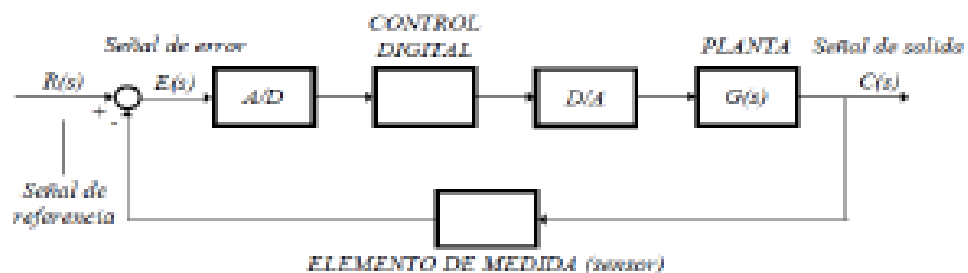 CONTROL
DIGITAL
Señal de error
PLANTA
Señal de salida
R(s)
E(s)
A/D
D/A
G(s)
C(s)
+
-
Señal de
referencia
ELEMENTO DE MEDIDA (sensor)